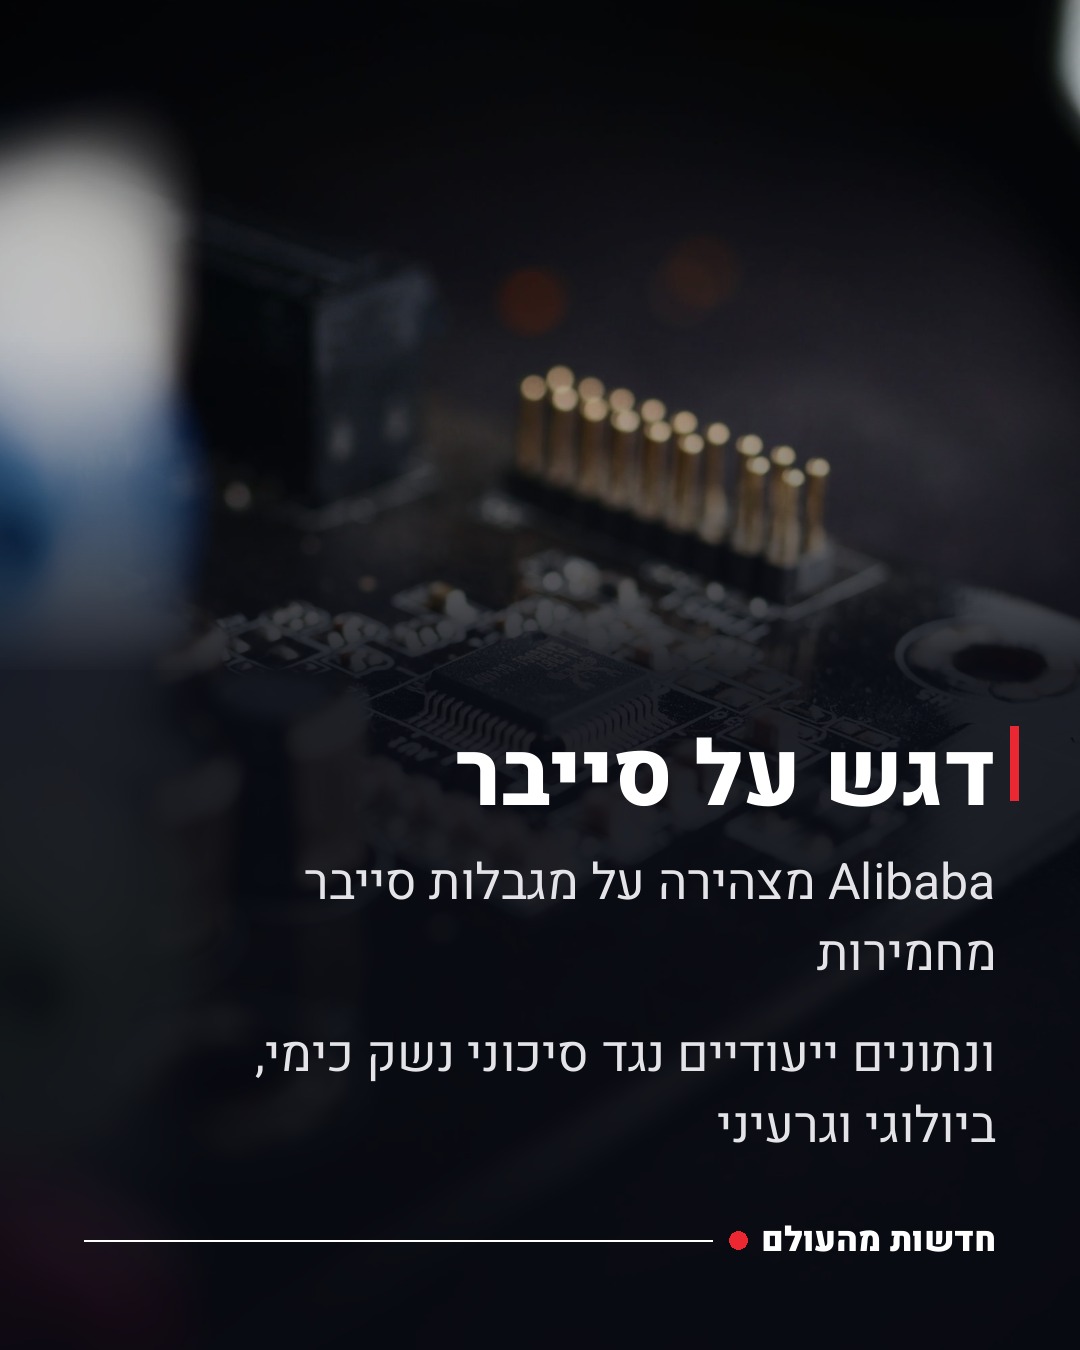 דגש על סייבר
Alibaba מצהירה על מגבלות סייבר
מחמירות
ונתונים ייעודיים נגד סיכוני נשק כימי,
ביולוגי וגרעיני
חדשות מהעולם